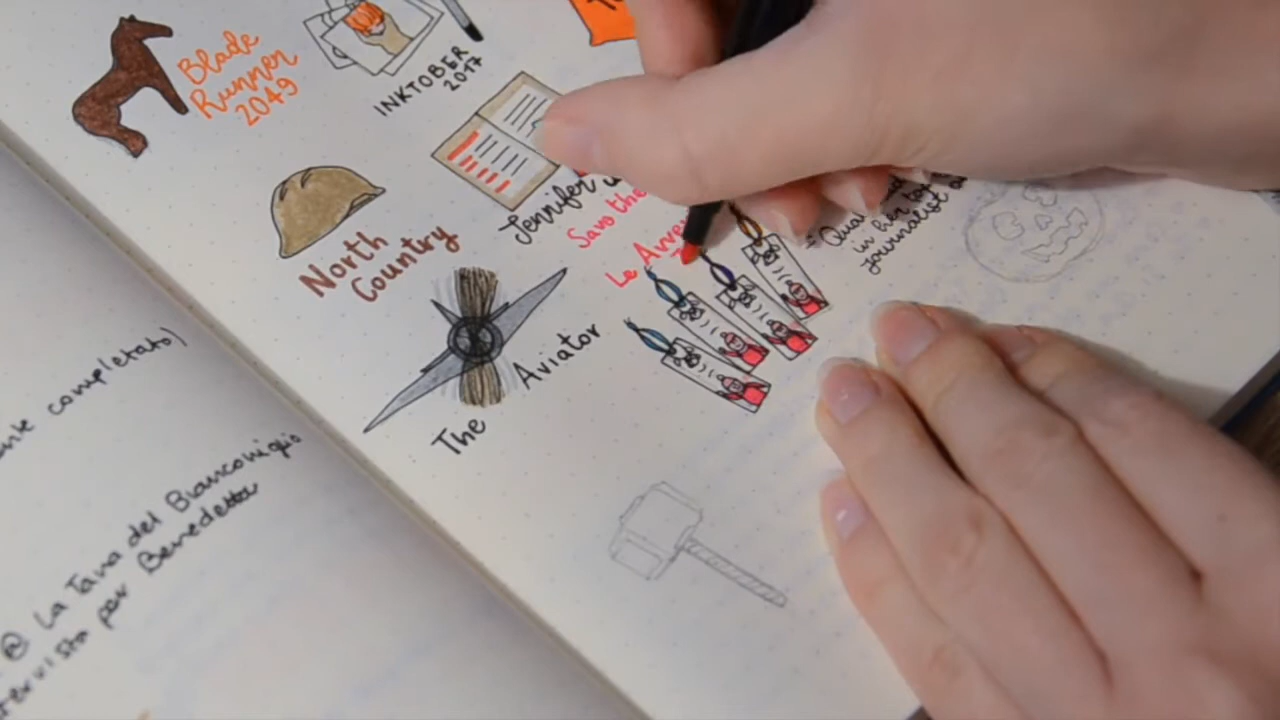 Blade
Runner
2049
INKTOBER
2017
Jennifer
Save the
North
Country
Le Avve
The Aviator
in her
journalist
completato)
@ La Tana del Bianconiglio
per Benedetta